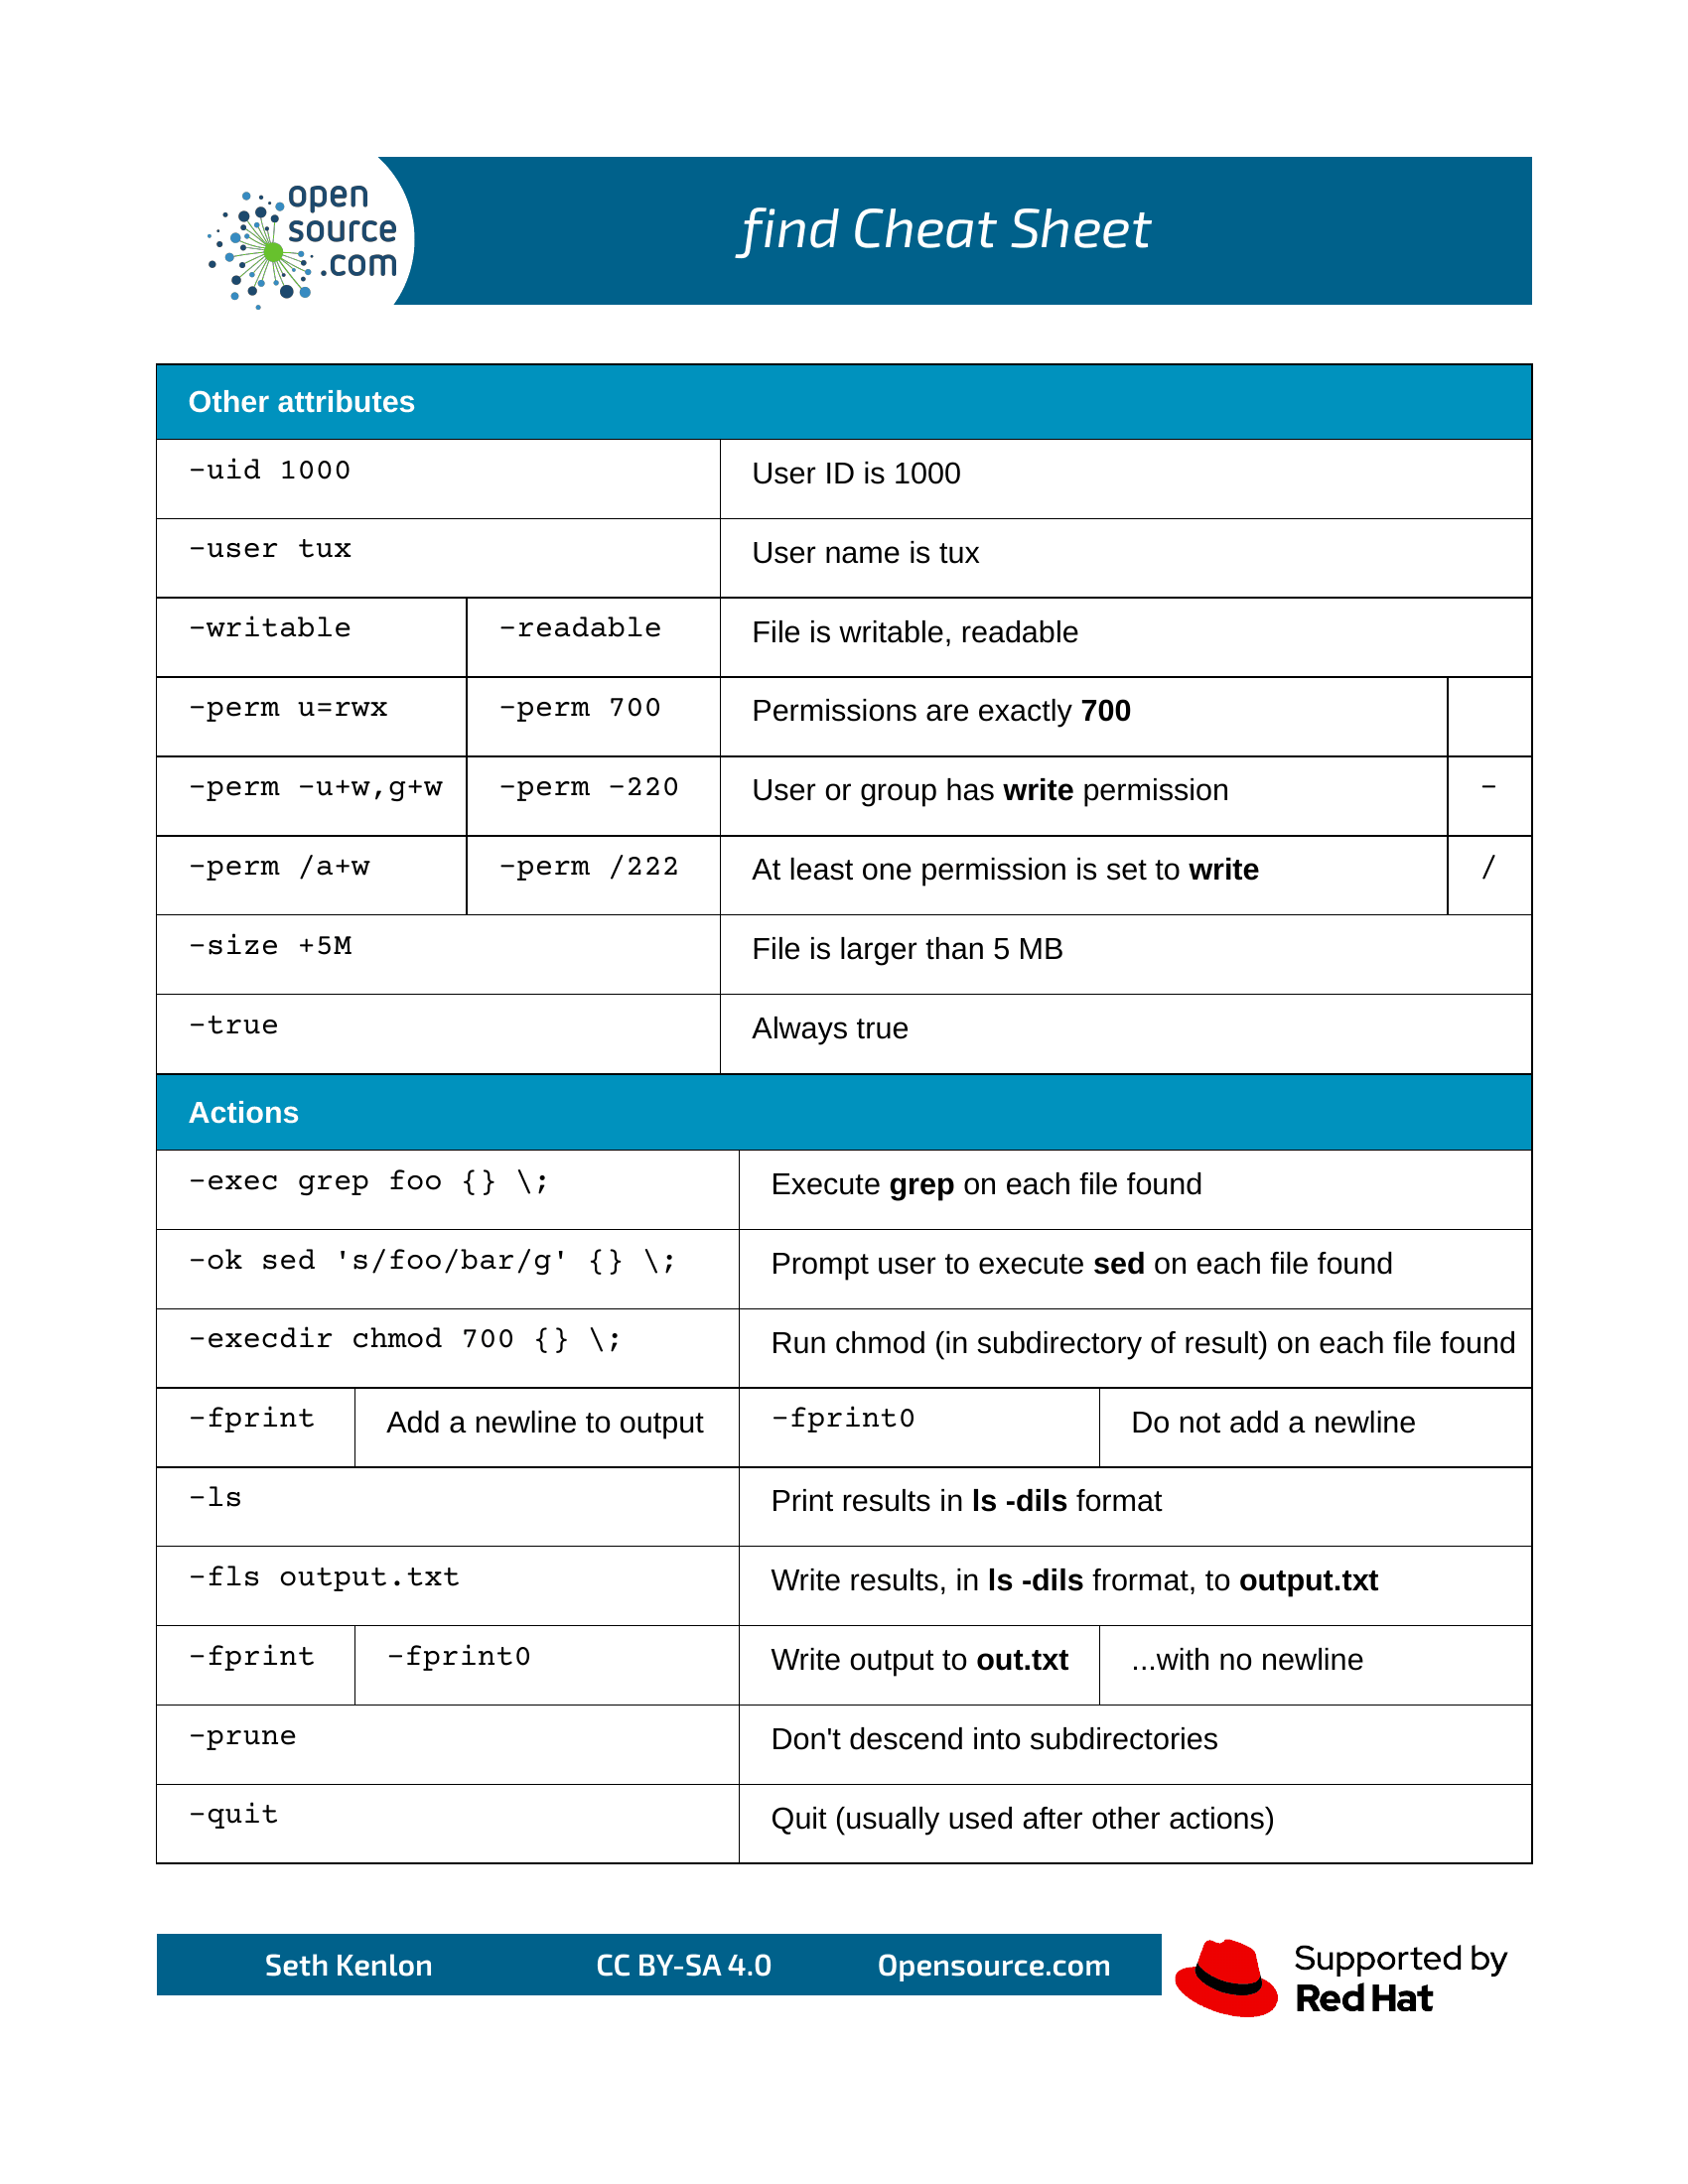 open
source
.com
find Cheat Sheet
Other attributes
-uid 1000 User ID is 1000
-user tux User name is tux
-writable -readable File is writable, readable
-perm u=rwx -perm 700 Permissions are exactly 700
-perm -u+w,g+w -perm -220 User or group has write permission -
-perm /a+w -perm /222 At least one permission is set to write /
-size +5M File is larger than 5 MB
-true Always true
Actions
-exec grep foo {} \; Execute grep on each file found
-ok sed 's/foo/bar/g' {} \; Prompt user to execute sed on each file found
-execdir chmod 700 {} \; Run chmod (in subdirectory of result) on each file found
-fprint Add a newline to output -fprint0 Do not add a newline
-ls Print results in ls -dils format
-fls output.txt Write results, in ls -dils frormat, to output.txt
-fprint -fprint0 Write output to out.txt ...with no newline
-prune Don't descend into subdirectories
-quit Quit (usually used after other actions)
Seth Kenlon CC BY-SA 4.0 Opensource.com
Supported by
Red Hat